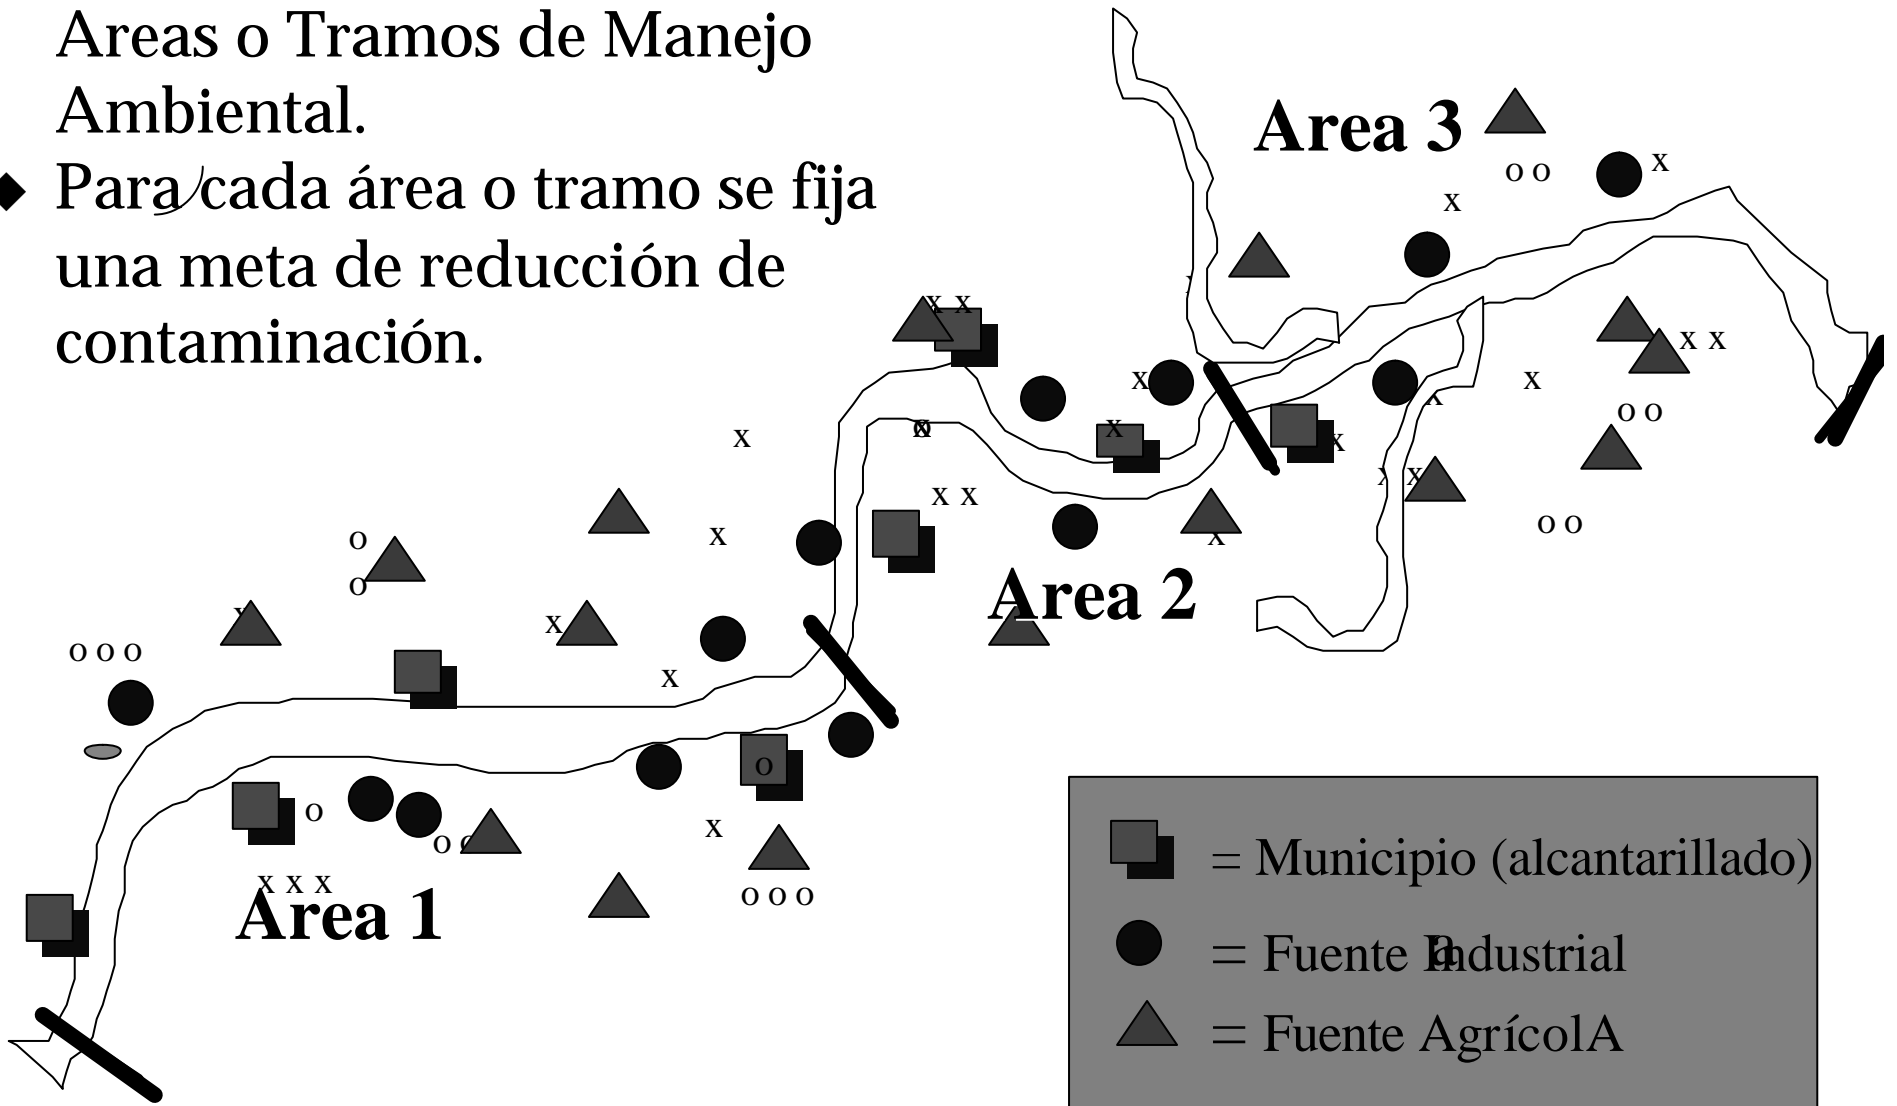 Areas o Tramos de Manejo
Ambiental.
Para cada área o tramo se fija
una meta de reducción de
contaminación.
Area 3
o o
x
x
x x
x
x x
x
o o
x
x
x
o
x
x
x x
x x
x
o o
o
x
x
o
Area 2
x
x
o o o
x
o
x
o
o o
x x x
o o o
Area 1
= Municipio (alcantarillado)
= Fuente Industrial
= Fuente AgrícolA